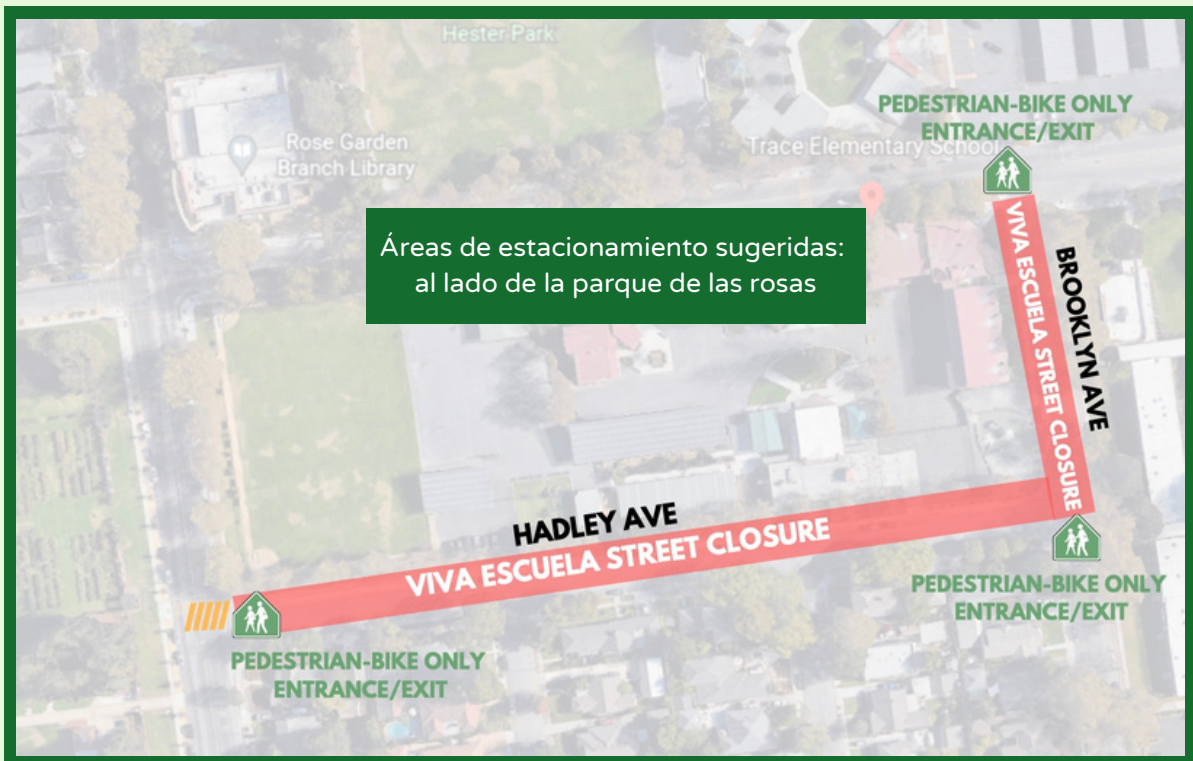 Hester Park
PEDESTRIAN-BIKE ONLY
ENTRANCE/EXIT
Rose Garden
Branch Library
Trace Elementary School
Áreas de estacionamiento sugeridas:
al lado de la parque de las rosas
VIVA ESCUELA STREET CLOSURE
BROOKLYN AVE
HADLEY AVE
VIVA ESCUELA STREET CLOSURE
PEDESTRIAN-BIKE ONLY
ENTRANCE/EXIT
PEDESTRIAN-BIKE ONLY
ENTRANCE/EXIT